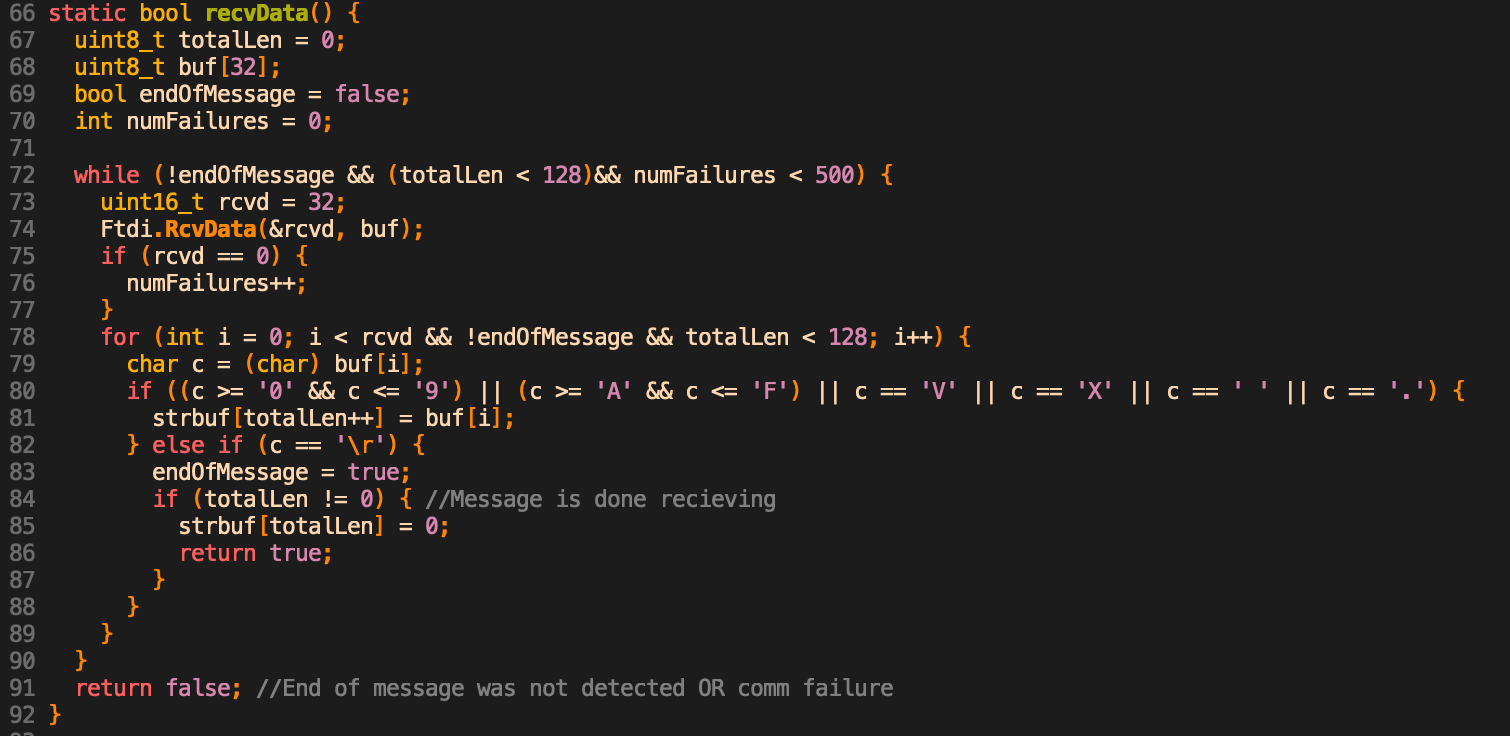 66 static bool recvData() {
67   uint8_t totalLen = 0;
68   uint8_t buf[32];
69   bool endOfMessage = false;
70   int numFailures = 0;
71
72   while (!endOfMessage && (totalLen < 128)&& numFailures < 500) {
73     uint16_t rcvd = 32;
74     Ftdi.RcvData(&rcvd, buf);
75     if (rcvd == 0) {
76       numFailures++;
77     }
78     for (int i = 0; i < rcvd && !endOfMessage && totalLen < 128; i++) {
79       char c = (char) buf[i];
80       if ((c >= '0' && c <= '9') || (c >= 'A' && c <= 'F') || c == 'V' || c == 'X' || c == ' ' || c == '.') {
81         strbuf[totalLen++] = buf[i];
82       } else if (c == '\r') {
83         endOfMessage = true;
84         if (totalLen != 0) { //Message is done recieving
85           strbuf[totalLen] = 0;
86           return true;
87         }
88       }
89     }
90   }
91   return false; //End of message was not detected OR comm failure
92 }